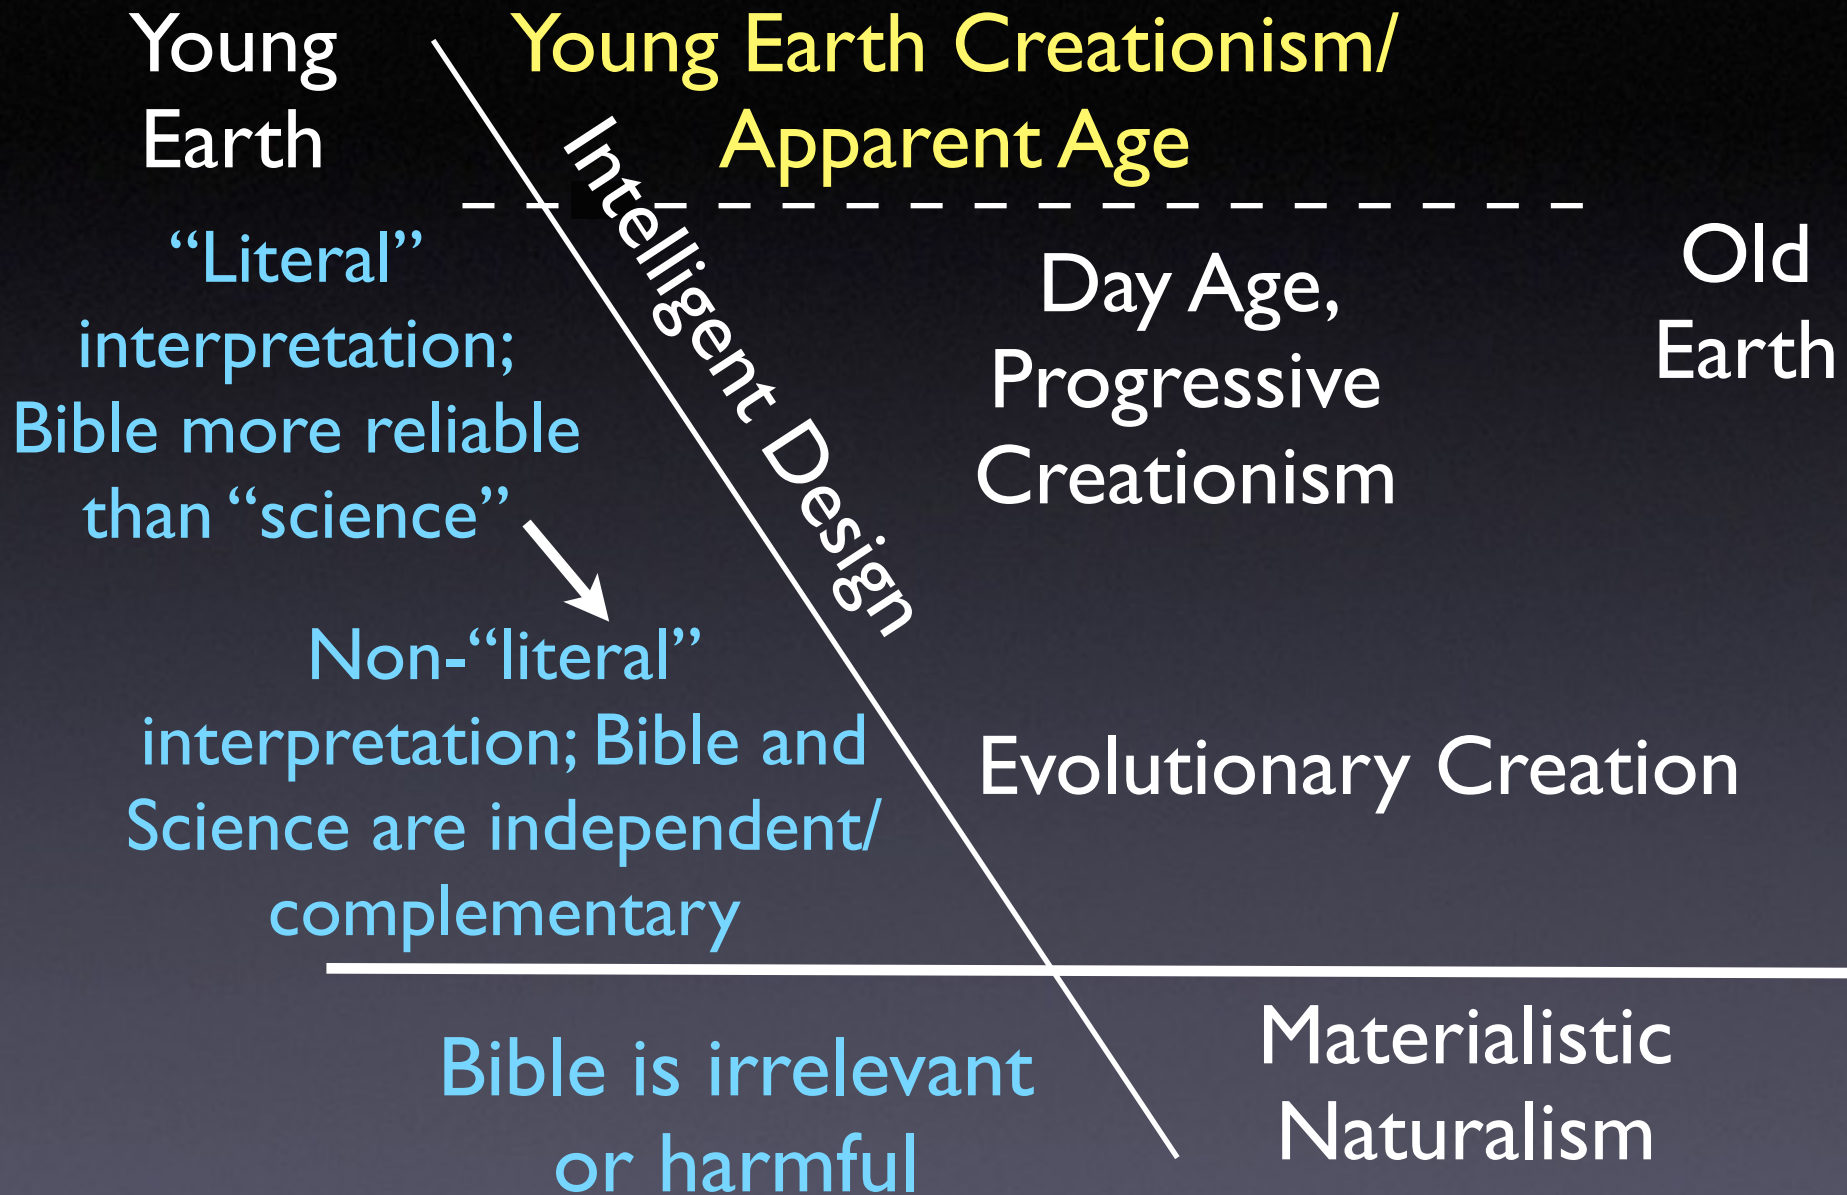 Young
Earth
Young Earth Creationism/
Apparent Age
Intelligent Design
“Literal”
interpretation;
Bible more reliable
than “science”
Day Age,
Progressive
Creationism
Old
Earth
Non-“literal”
interpretation; Bible and
Science are independent/
complementary
Evolutionary Creation
Bible is irrelevant
or harmful
Materialistic
Naturalism